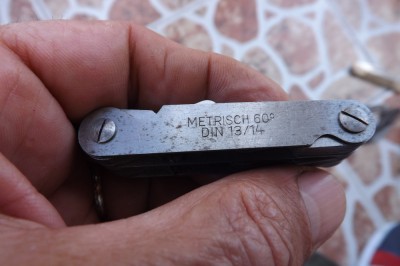 METRISCH 60°
DIN 13/14